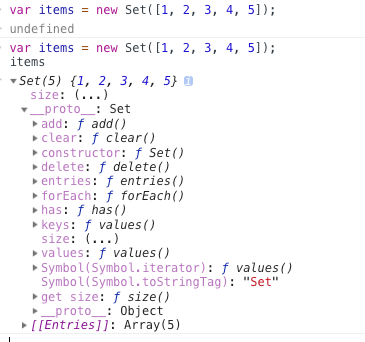 var items = new Set([1, 2, 3, 4, 5]);
undefined
var items = new Set([1, 2, 3, 4, 5]);
items
Set(5) {1, 2, 3, 4, 5} i
size: (...)
__proto__: Set
add: ƒ add()
clear: ƒ clear()
constructor: ƒ Set()
delete: ƒ delete()
entries: ƒ entries()
forEach: ƒ forEach()
has: ƒ has()
keys: ƒ values()
size: (...)
values: ƒ values()
Symbol(Symbol.iterator): ƒ values()
Symbol(Symbol.toStringTag): "Set"
get size: ƒ size()
__proto__: Object
[[Entries]]: Array(5)